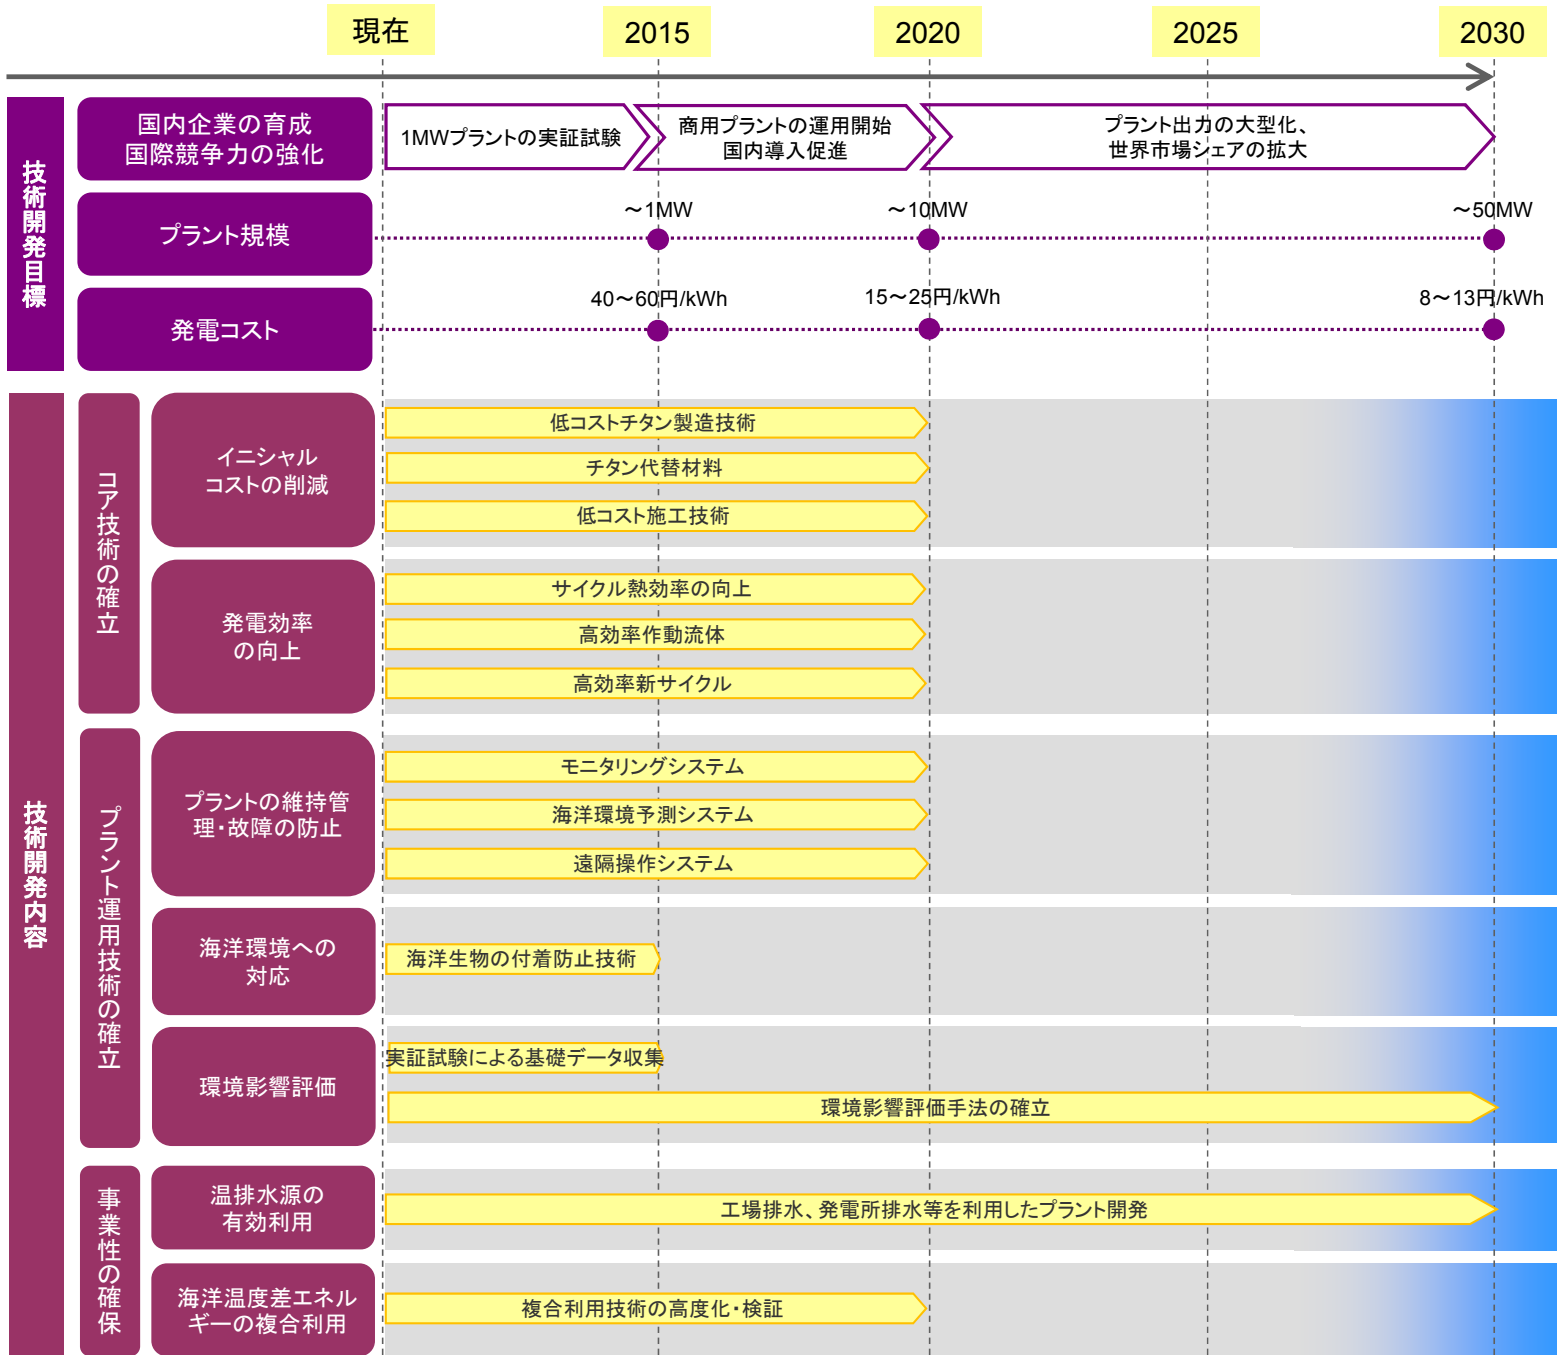 現在
2015
2020
2025
2030
技術開発目標
国内企業の育成
国際競争力の強化
1MWプラントの実証試験
商用プラントの運用開始
国内導入促進
プラント出力の大型化、
世界市場シェアの拡大
プラント規模
～1MW
～10MW
～50MW
発電コスト
40～60円/kWh
15～25円/kWh
8～13円/kWh
技術開発内容
コア技術の確立
イニシャル
コストの削減
低コストチタン製造技術
チタン代替材料
低コスト施工技術
発電効率
の向上
サイクル熱効率の向上
高効率作動流体
高効率新サイクル
プラント運用技術の確立
プラントの維持管
理・故障の防止
モニタリングシステム
海洋環境予測システム
遠隔操作システム
海洋環境への
対応
海洋生物の付着防止技術
環境影響評価
実証試験による基礎データ収集
環境影響評価手法の確立
事業性の確保
温排水源の
有効利用
工場排水、発電所排水等を利用したプラント開発
海洋温度差エネル
ギーの複合利用
複合利用技術の高度化・検証